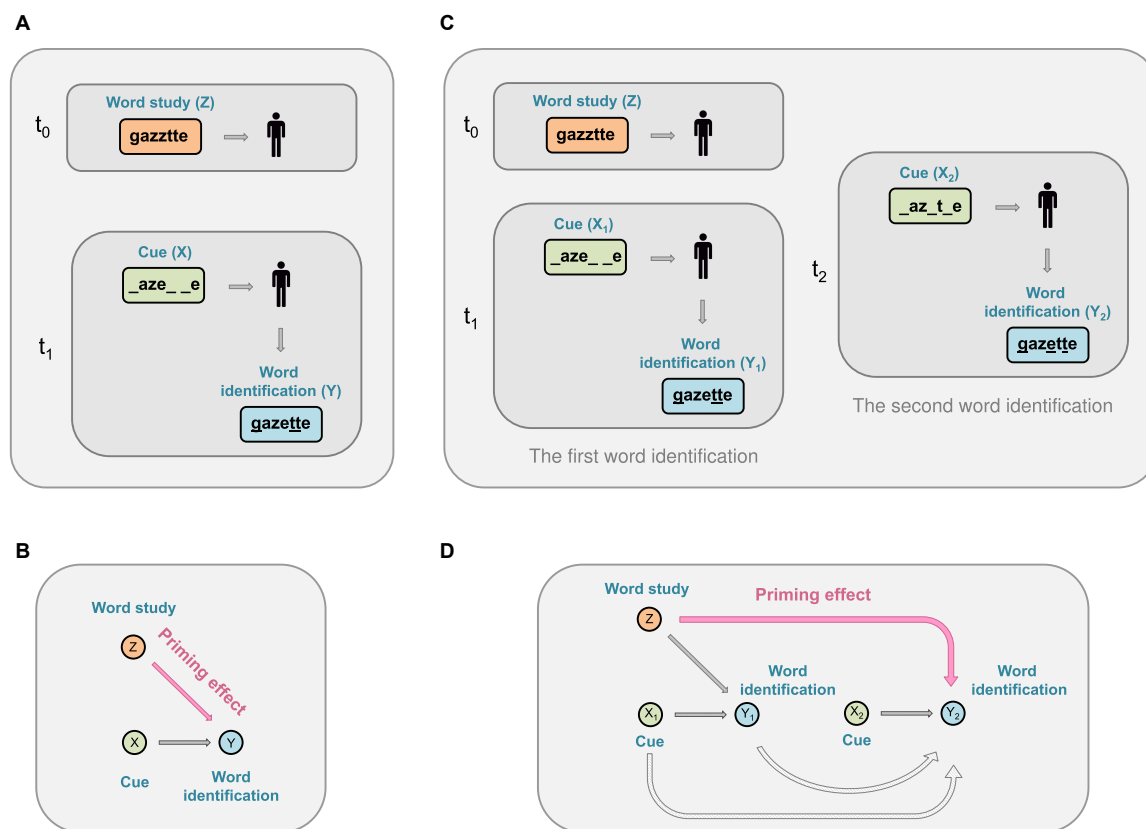 A
Word study (Z)
t0
gazztte
Cue (X)
_aze_ _e
t1
Word
identification (Y)
gazette
C
Word study (Z)
t0
gazztte
Cue (X1)
_aze_ _e
t1
Word
identification (Y1)
gazette
The first word identification
Cue (X2)
_az_t_e
t2
Word
identification (Y2)
gazette
The second word identification
B
Word study
Z
Priming effect
X
Y
Cue
Word
identification
D
Word study
Priming effect
Z
Word
identification
Word
identification
X1
Y1
X2
Y2
Cue
Cue